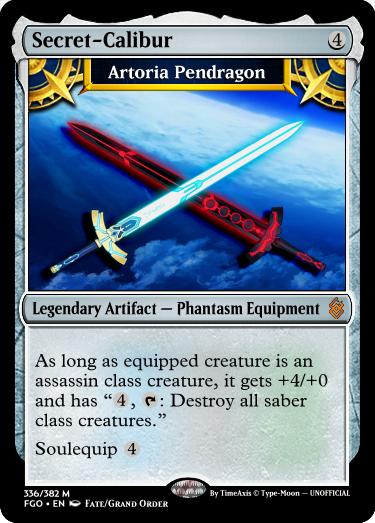 Secret-Calibur 4
Artoria Pendragon
Legendary Artifact — Phantasm Equipment
As long as equipped creature is an
assassin class creature, it gets +4/+0
and has “4, : Destroy all saber
class creatures.”
Soulequip 4
336/382 M
FGO • EN Fate/Grand Order
By TimeAxis © Type-Moon — UNOFFICIAL